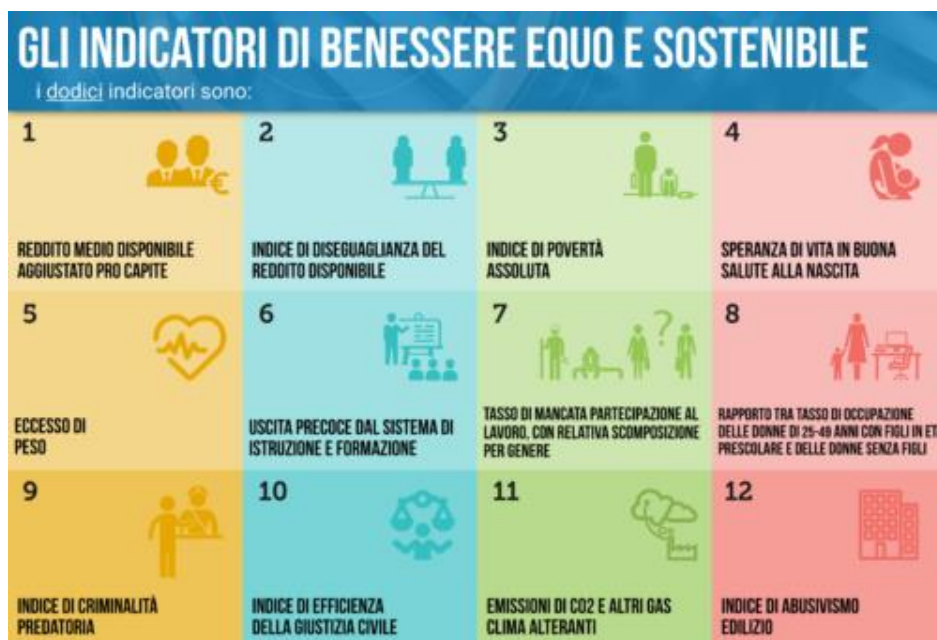 GLI INDICATORI DI BENESSERE EQUO E SOSTENIBILE
i dodici indicatori sono:
1
REDDITO MEDIO DISPONIBILE
AGGIUSTATO PRO CAPITE
2
INDICE DI DISEGUAGLIANZA DEL
REDDITO DISPONIBILE
3
INDICE DI POVERTÀ
ASSOLUTA
4
SPERANZA DI VITA IN BUONA
SALUTE ALLA NASCITA
5
ECCESSO DI
PESO
6
USCITA PRECOCE DAL SISTEMA DI
ISTRUZIONE E FORMAZIONE
7
?
TASSO DI MANCATA PARTECIPAZIONE AL
LAVORO, CON RELATIVA SCOMPOSIZIONE
PER GENERE
8
RAPPORTO TRA TASSO DI OCCUPAZIONE
DELLE DONNE DI 25-49 ANNI CON FIGLI IN ET
PRESCOLARE E DELLE DONNE SENZA FIGLI
9
INDICE DI CRIMINALITÀ
PREDATORIA
10
INDICE DI EFFICIENZA
DELLA GIUSTIZIA CIVILE
11
EMISSIONI DI CO2 E ALTRI GAS
CLIMA ALTERANTI
12
INDICE DI ABUSIVISMO
EDILIZIO